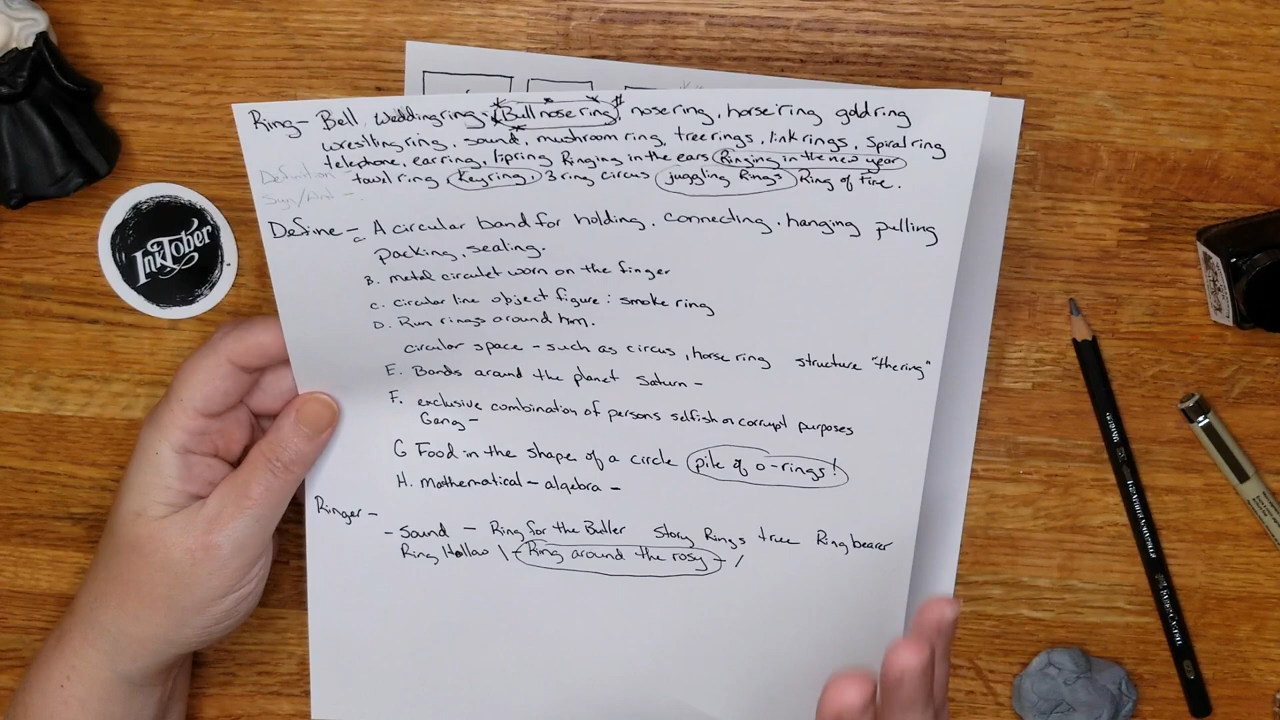 Ring - Bell, Wedding ring - Bull nose ring, nose ring, horse ring gold ring
wrestling ring, sound, mushroom ring, tree rings, link rings, spiral ring
telephone, earring, lipring Ringing in the ears Ringing in the new year
Definition -
towel ring Key ring 3 ring circus juggling Rings Ring of Fire.
Syn/Ant -
InkTober
Define - A circular band for holding, connecting, hanging pulling
packing, sealing.
B. metal circulet worn on the finger
C. circular line object figure: smoke ring
D. Run rings around him.
circular space - such as circus, horse ring structure "the ring"
E. Bands around the planet Saturn -
F. exclusive combination of persons selfish or corrupt purposes
Gang -
G Food in the shape of a circle pile of o-rings!
H. mathematical - algebra -
Ringer -
- Sound - Ring for the Butler Story Rings true Ring bearer
Ring Hollow \ - Ring around the rosy - /